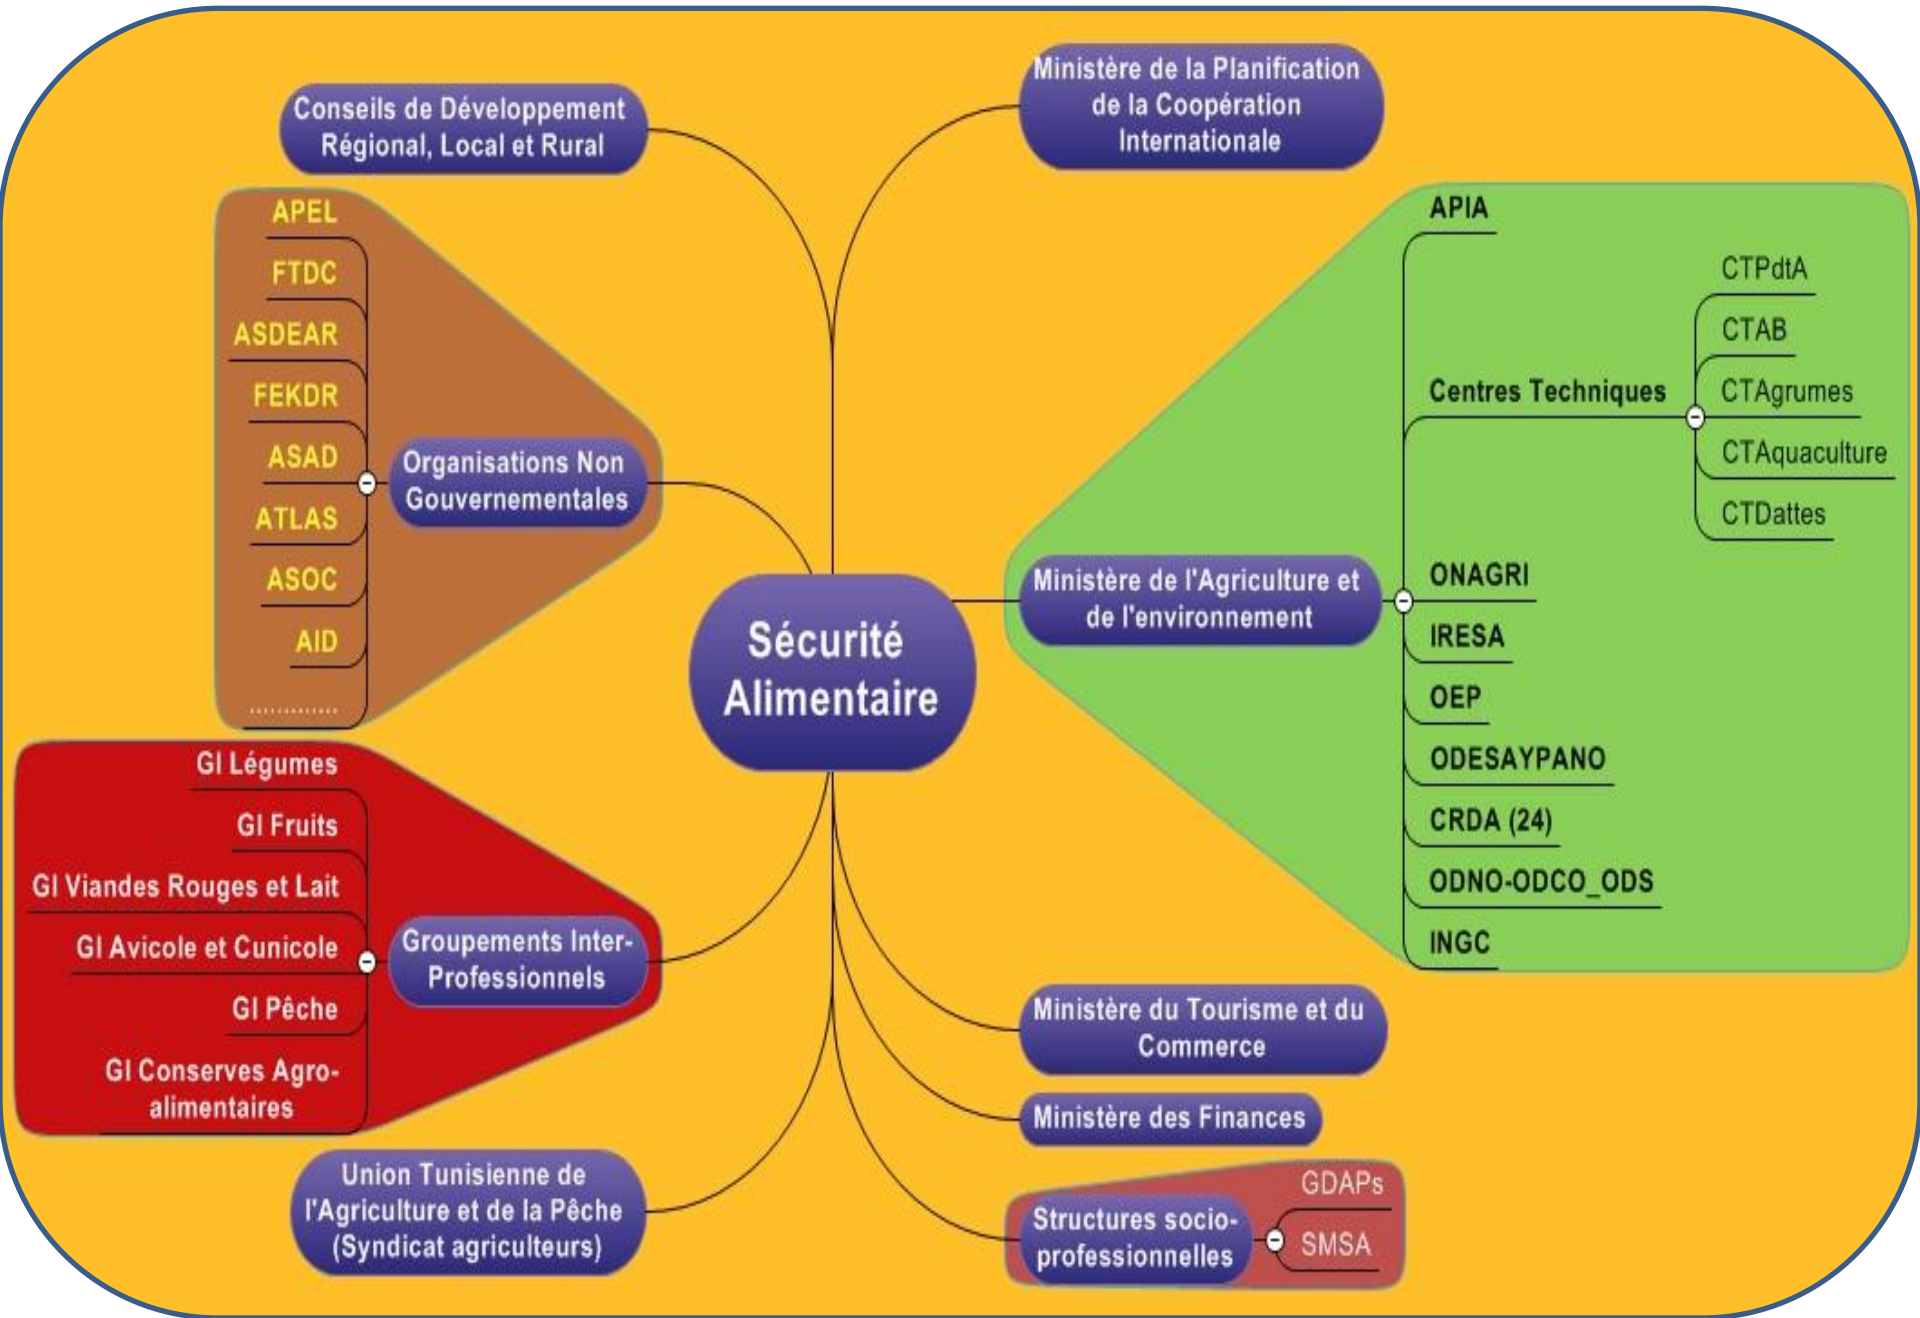 Conseils de Développement
Régional, Local et Rural
APEL
FTDC
ASDEAR
FEKDR
ASAD
ATLAS
ASOC
AID
.............
Organisations Non
Gouvernementales
GI Légumes
GI Fruits
GI Viandes Rouges et Lait
GI Avicole et Cunicole
GI Pêche
GI Conserves Agro-
alimentaires
Groupements Inter-
Professionnels
Union Tunisienne de
l'Agriculture et de la Pêche
(Syndicat agriculteurs)
Sécurité
Alimentaire
Ministère de la Planification
de la Coopération
Internationale
Ministère de l'Agriculture et
de l'environnement
APIA
Centres Techniques
CTPdtA
CTAB
CTAgrumes
CTAquaculture
CTDattes
ONAGRI
IRESA
OEP
ODESAYPANO
CRDA (24)
ODNO-ODCO_ODS
INGC
Ministère du Tourisme et du
Commerce
Ministère des Finances
Structures socio-
professionnelles
GDAPs
SMSA